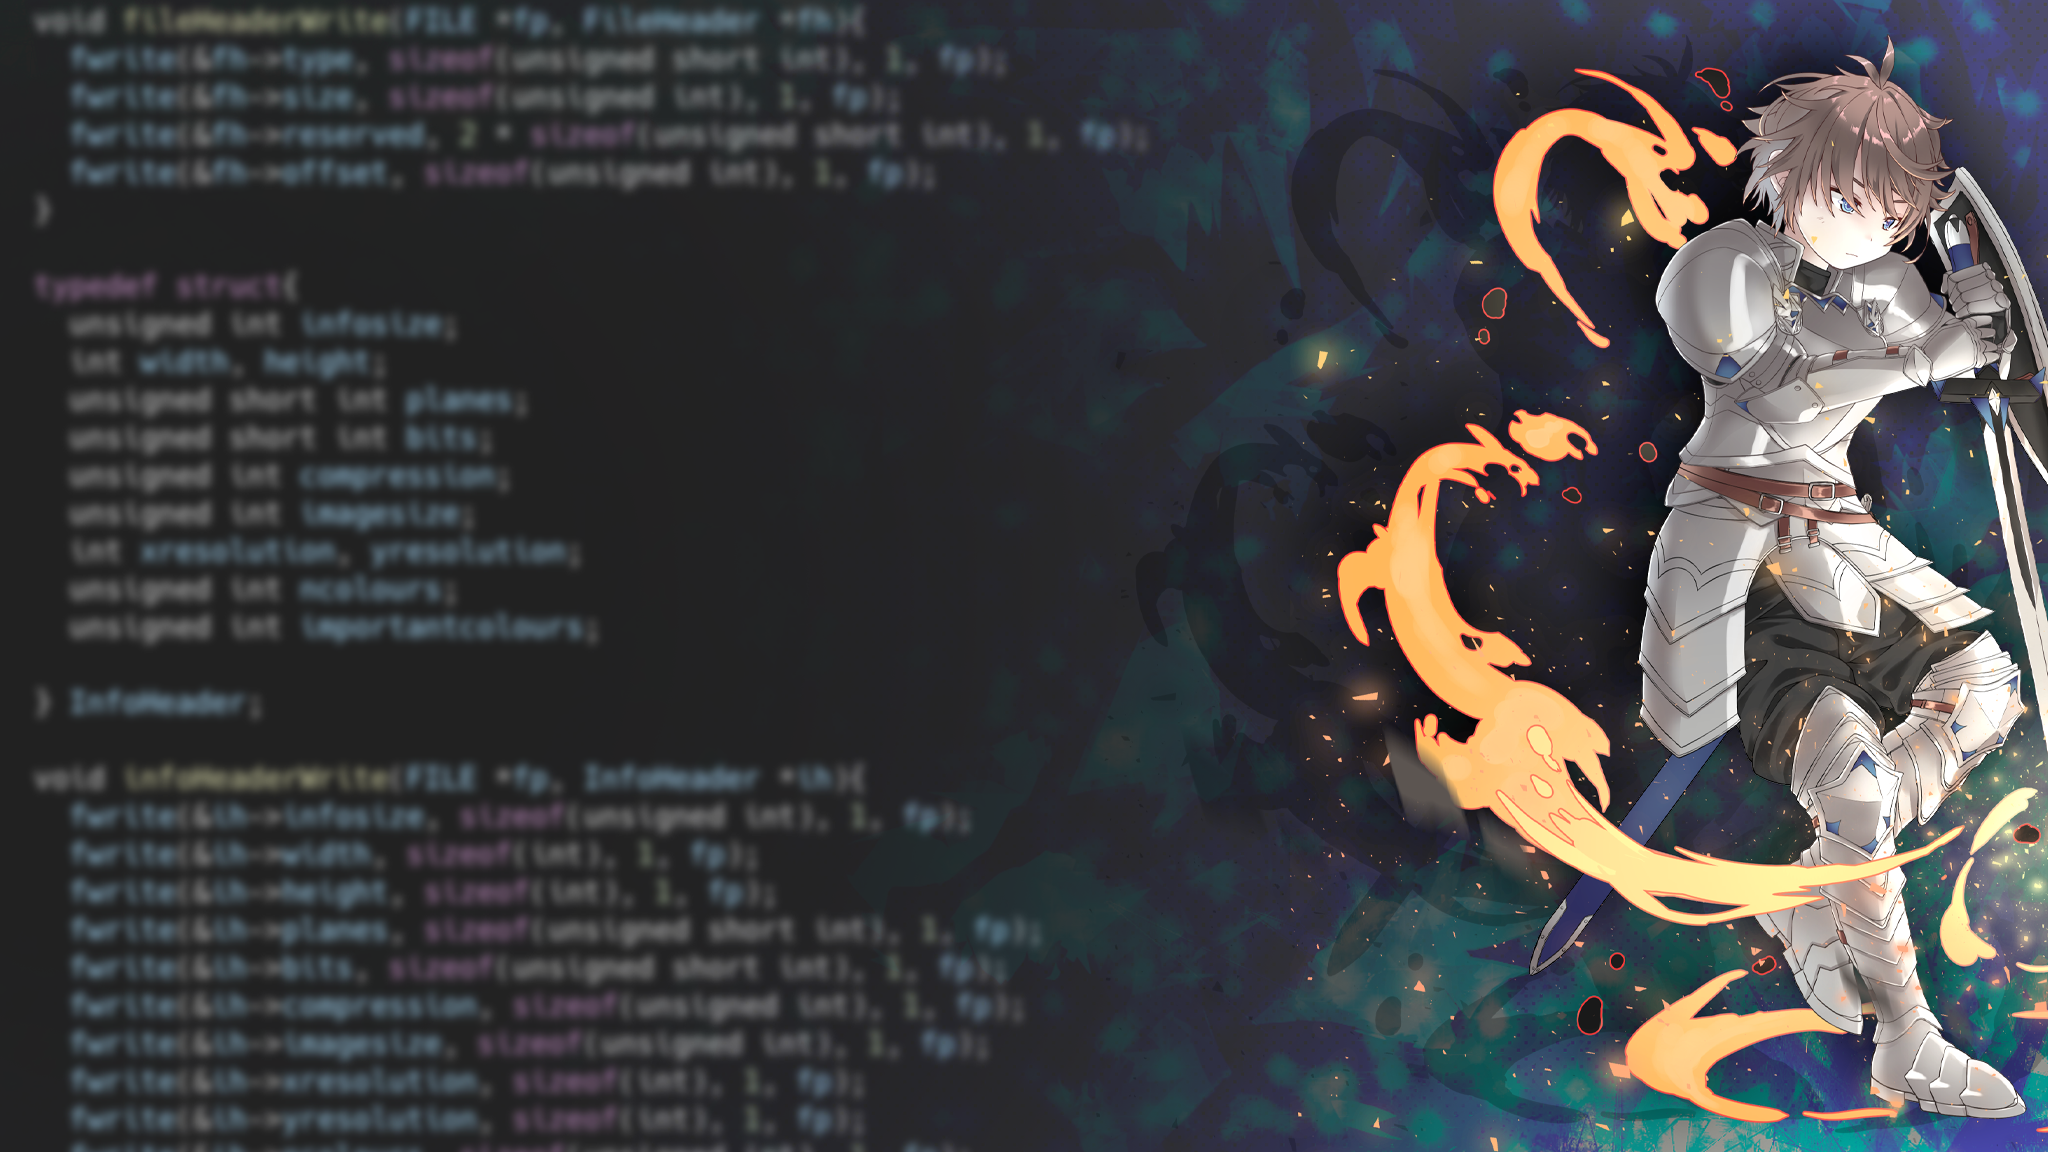 void fileHeaderWrite(FILE *fp, FileHeader *fh){
  fwrite(&fh->type, sizeof(unsigned short int), 1, fp);
  fwrite(&fh->size, sizeof(unsigned int), 1, fp);
  fwrite(&fh->reserved, 2 * sizeof(unsigned short int), 1, fp);
  fwrite(&fh->offset, sizeof(unsigned int), 1, fp);
}
typedef struct{
  unsigned int infosize;
  int width, height;
  unsigned short int planes;
  unsigned short int bits;
  unsigned int compression;
  unsigned int imagesize;
  int xresolution, yresolution;
  unsigned int ncolours;
  unsigned int importantcolours;
} InfoHeader;
void infoHeaderWrite(FILE *fp, InfoHeader *ih){
  fwrite(&ih->infosize, sizeof(unsigned int), 1, fp);
  fwrite(&ih->width, sizeof(int), 1, fp);
  fwrite(&ih->height, sizeof(int), 1, fp);
  fwrite(&ih->planes, sizeof(unsigned short int), 1, fp);
  fwrite(&ih->bits, sizeof(unsigned short int), 1, fp);
  fwrite(&ih->compression, sizeof(unsigned int), 1, fp);
  fwrite(&ih->imagesize, sizeof(unsigned int), 1, fp);
  fwrite(&ih->xresolution, sizeof(int), 1, fp);
  fwrite(&ih->yresolution, sizeof(int), 1, fp);